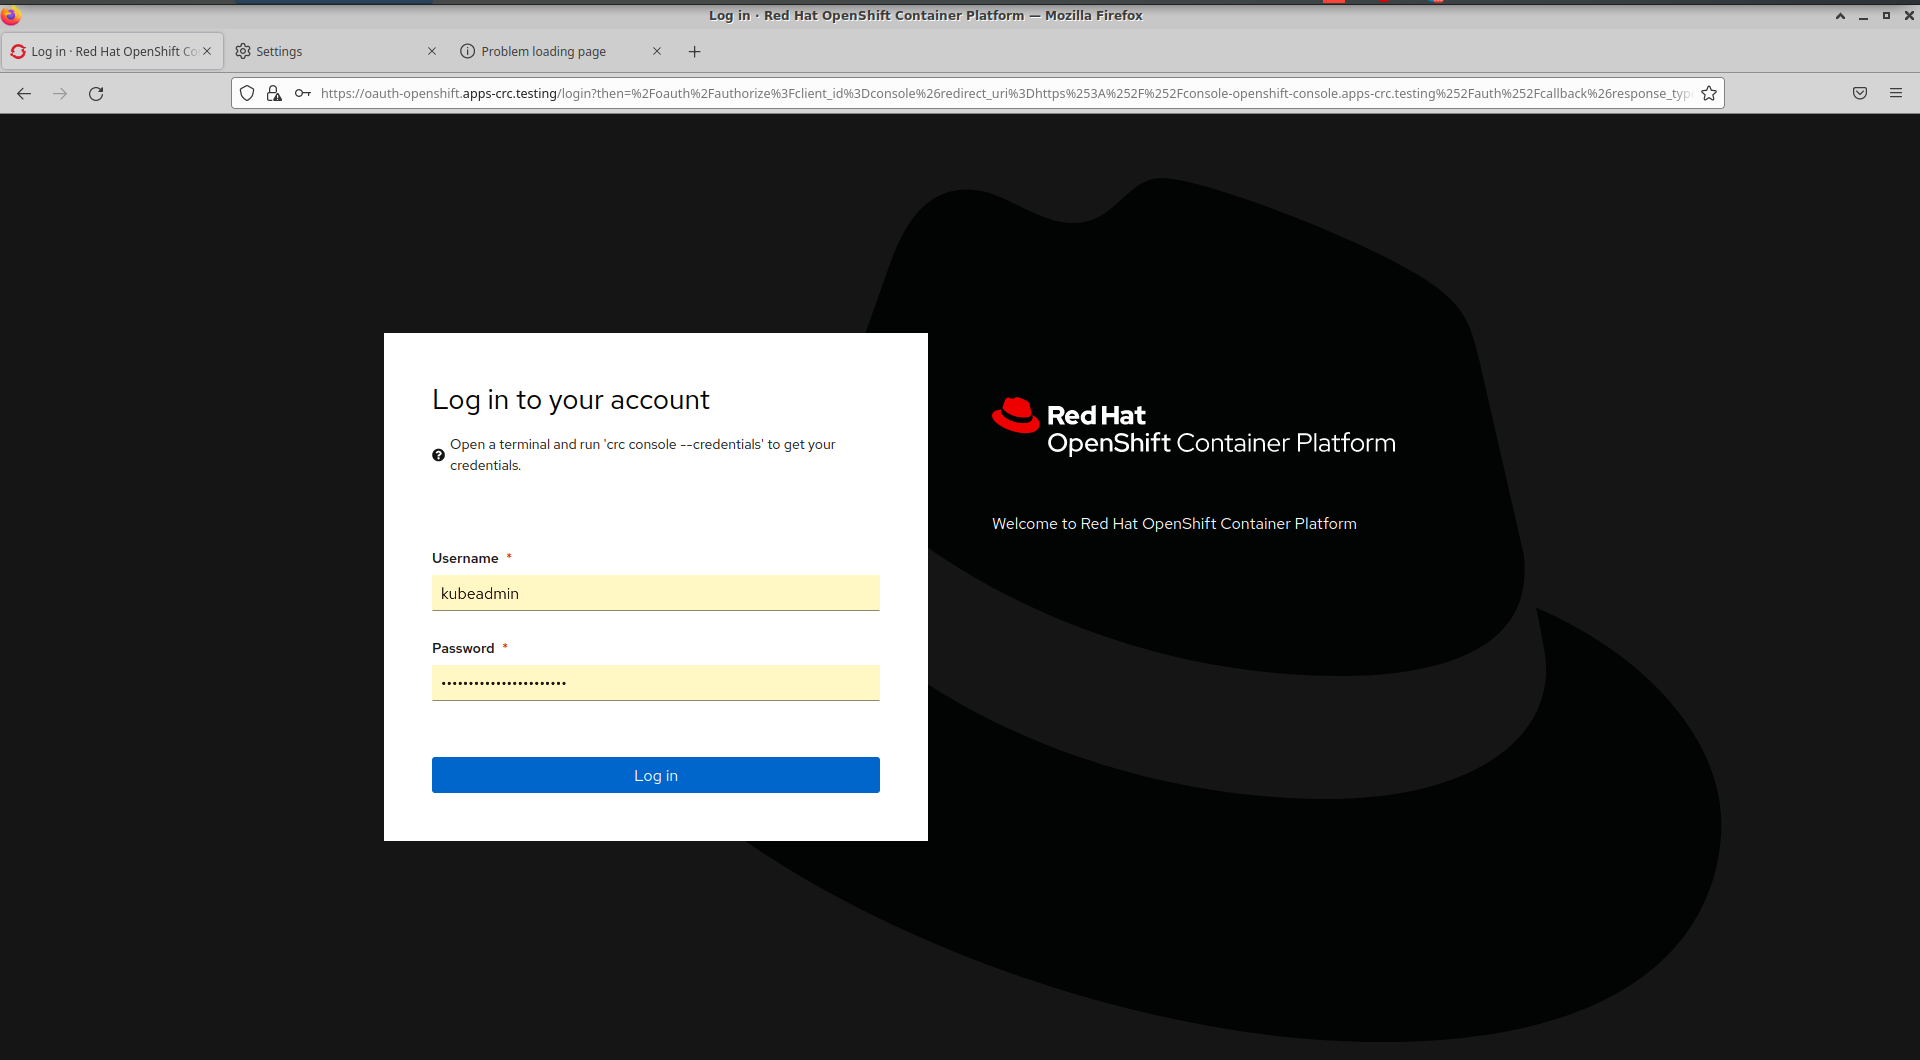 Log in · Red Hat OpenShift Container Platform — Mozilla Firefox
Log in · Red Hat OpenShift Co
Settings
Problem loading page
https://oauth-openshift.apps-crc.testing/login?then=%2Foauth%2Fauthorize%3Fclient_id%3Dconsole%26redirect_uri%3Dhttps%253A%252F%252Fconsole-openshift-console.apps-crc.testing%252Fauth%252Fcallback%26response_typ
Log in to your account
Open a terminal and run 'crc console --credentials' to get your
credentials.
Username *
kubeadmin
Password *
•••••••••••••••••••••••
Log in
Red Hat
OpenShift Container Platform
Welcome to Red Hat OpenShift Container Platform